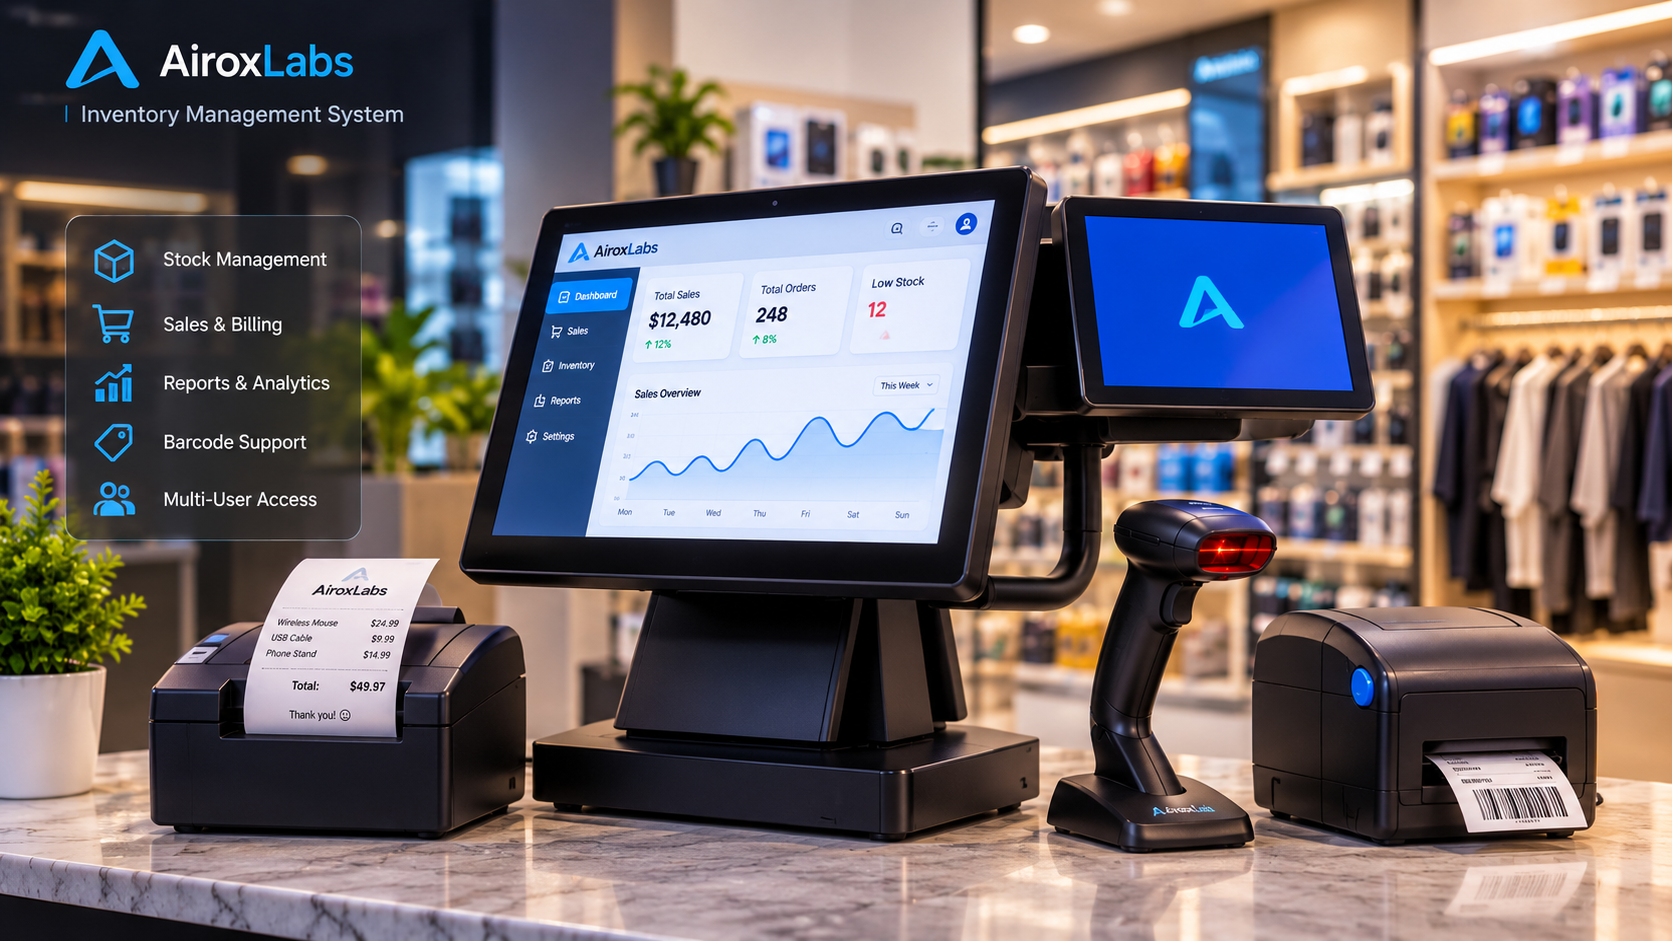 AiroxLabs
Inventory Management System
Stock Management
Sales & Billing
Reports & Analytics
Barcode Support
Multi-User Access
AiroxLabs
Dashboard
Sales
Inventory
Reports
Settings
Total Sales
$12,480
↑ 12%
Total Orders
248
↑ 8%
Low Stock
12
Sales Overview
This Week
Mon Tue Wed Thu Fri Sat Sun
AiroxLabs
Wireless Mouse $24.99
USB Cable $9.99
Phone Stand $14.99
Total: $49.97
Thank you!
AiroxLabs